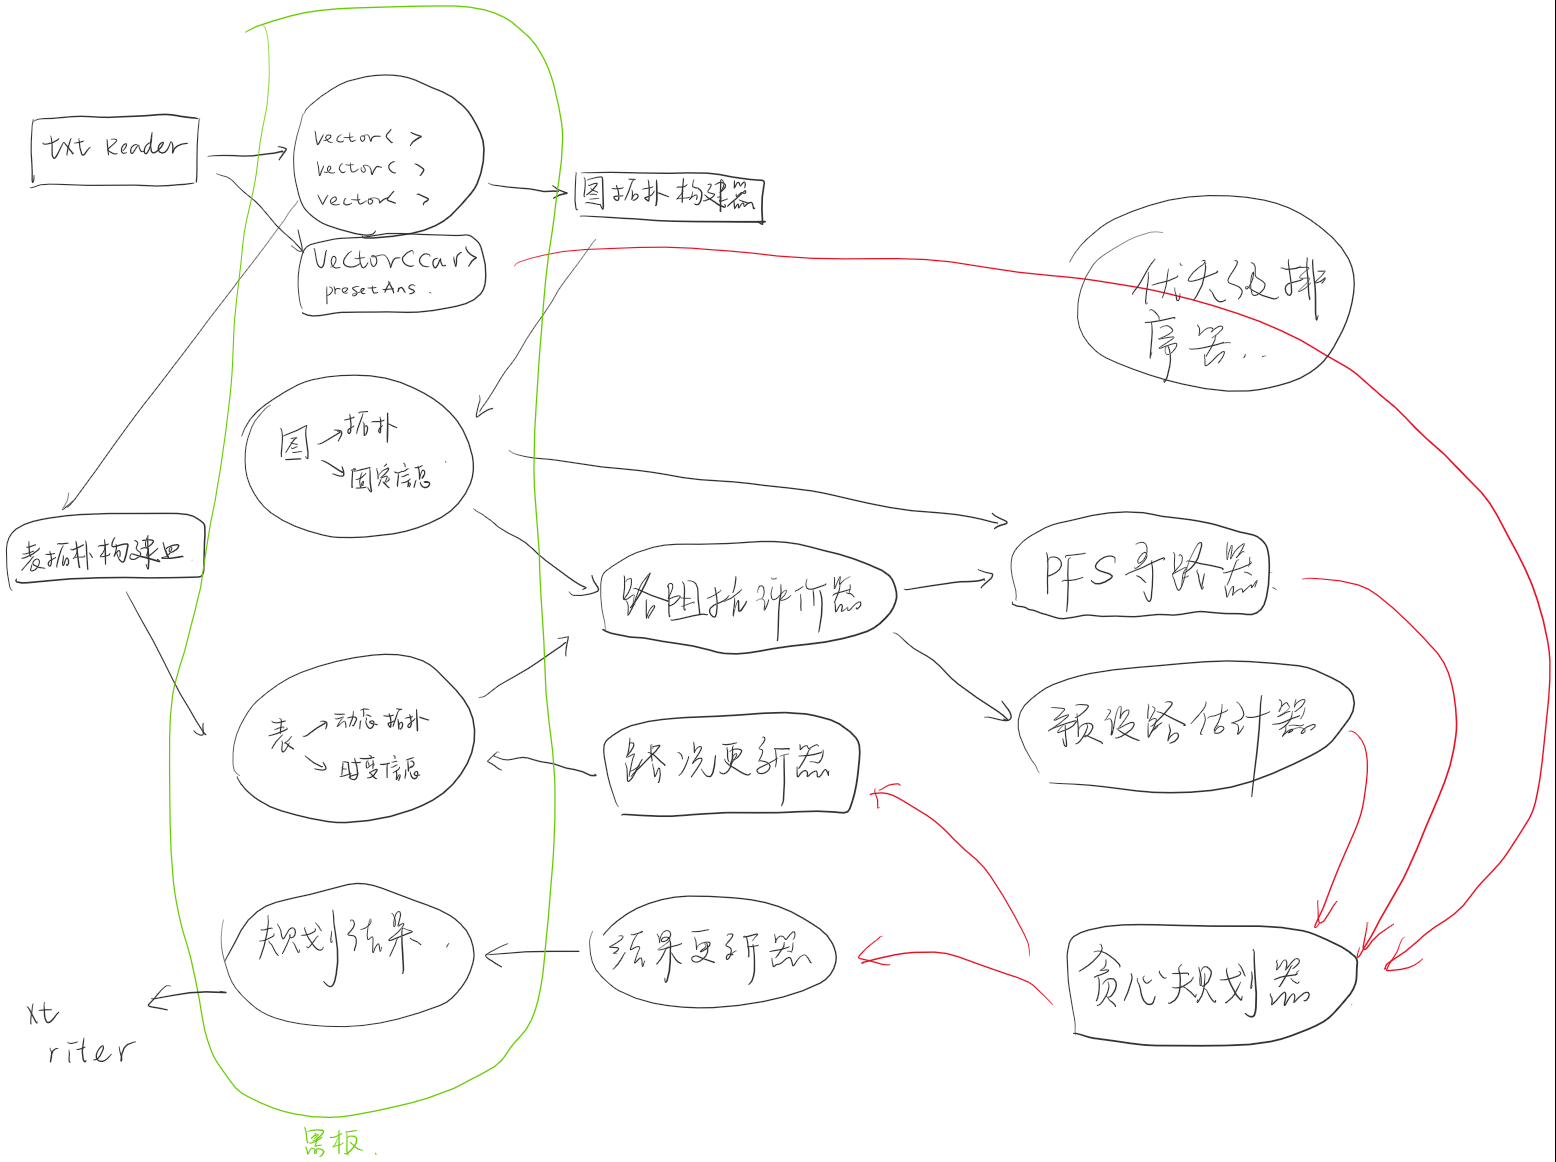 txt Reader
vector< >
vector< >
vector< >
vector<car>
presetAns.
图拓扑构建器
优先级排
序器..
图
拓扑
固定信息
表拓扑构建
PFS寻路器
路阻抗评价器
表
动态拓扑
时变信息
路况更新器
预设路估计器
规划结果.
结果更新器
贪心规划器
xt
riter
黑板.